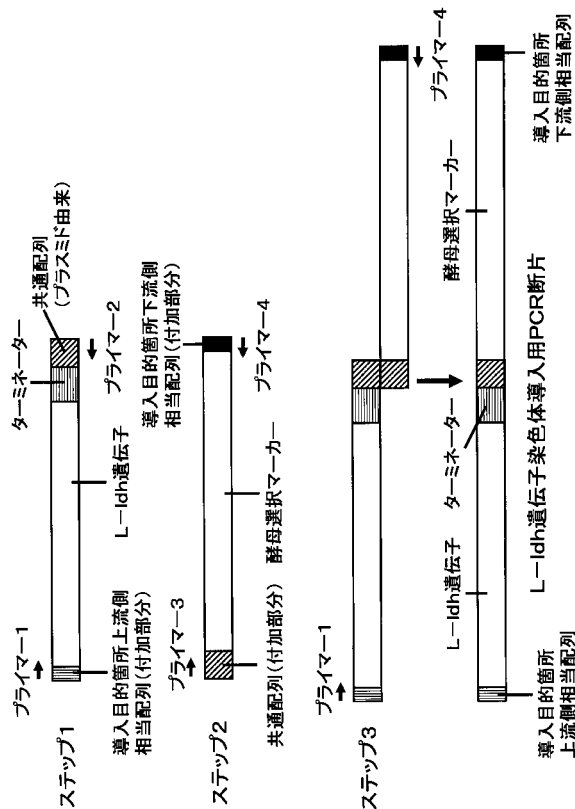 ステップ1
プライマー1
導入目的箇所上流側
相当配列(付加部分)
L-ldh遺伝子
ターミネーター
共通配列
(プラスミド由来)
プライマー2
ステップ2
プライマー3
共通配列(付加部分)
酵母選択マーカー
導入目的箇所下流側
相当配列(付加部分)
プライマー4
ステップ3
プライマー1
プライマー4
L-ldh遺伝子
ターミネーター
酵母選択マーカー
導入目的箇所
上流側相当配列
L-ldh遺伝子染色体導入用PCR断片
導入目的箇所
下流側相当配列